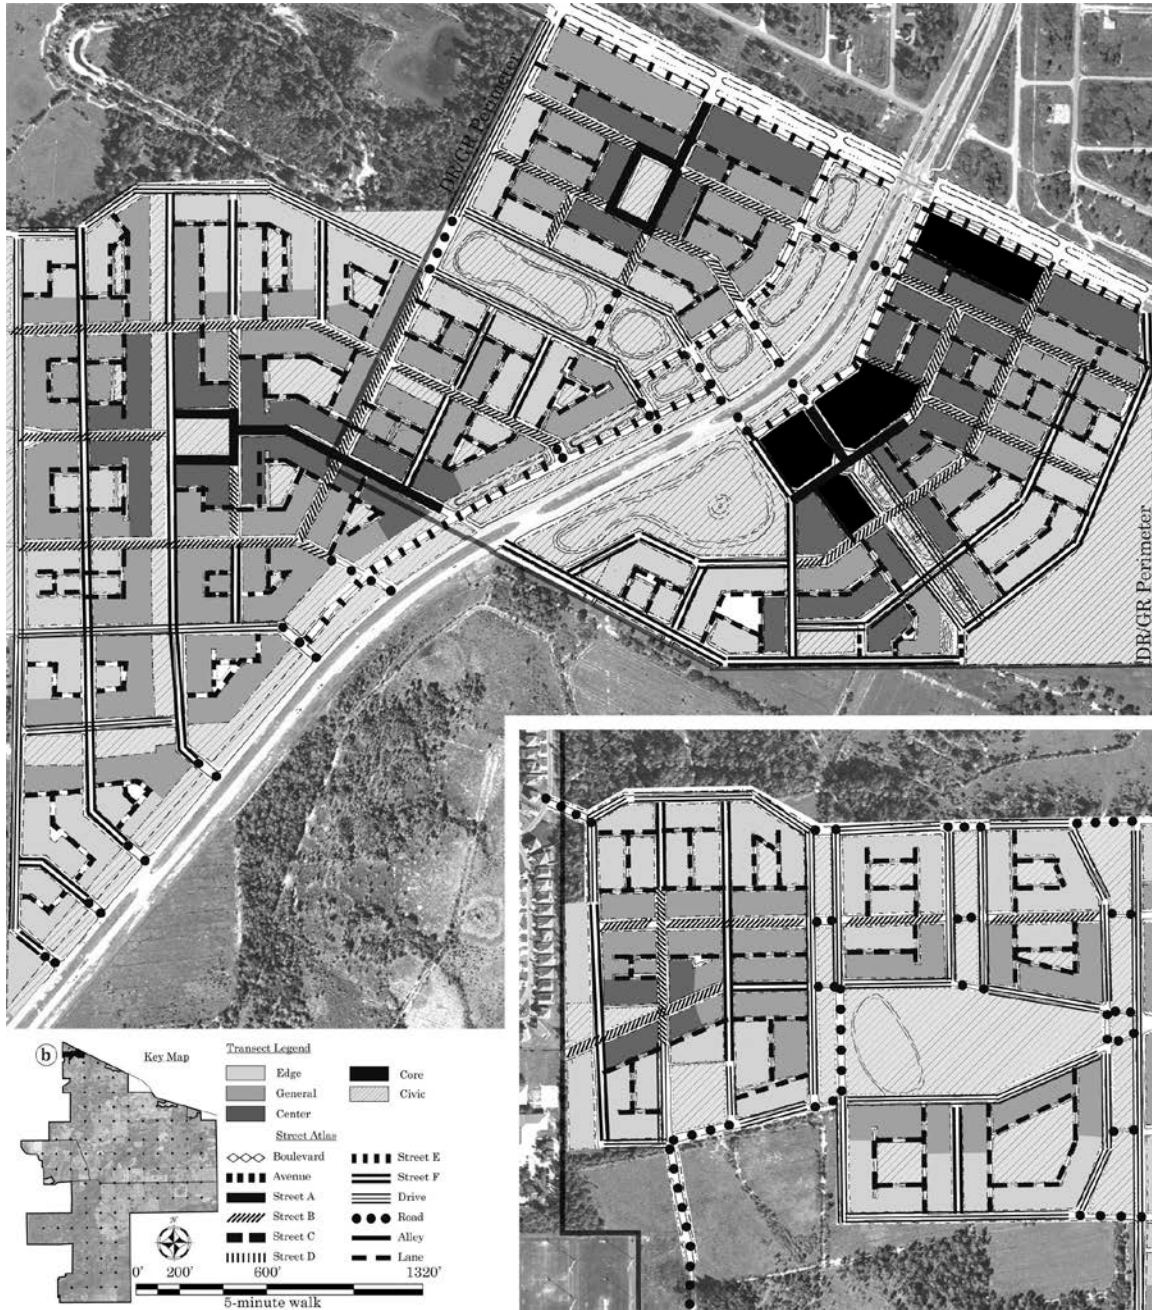 DR/GR Perimeter
DR/GR Perimeter
b
Key Map
N
0' 200' 600' 1320'
5-minute walk
Transect Legend
Edge
General
Center
Core
Civic
Street Atlas
Boulevard
Avenue
Street A
Street B
Street C
Street D
Street E
Street F
Drive
Road
Alley
Lane